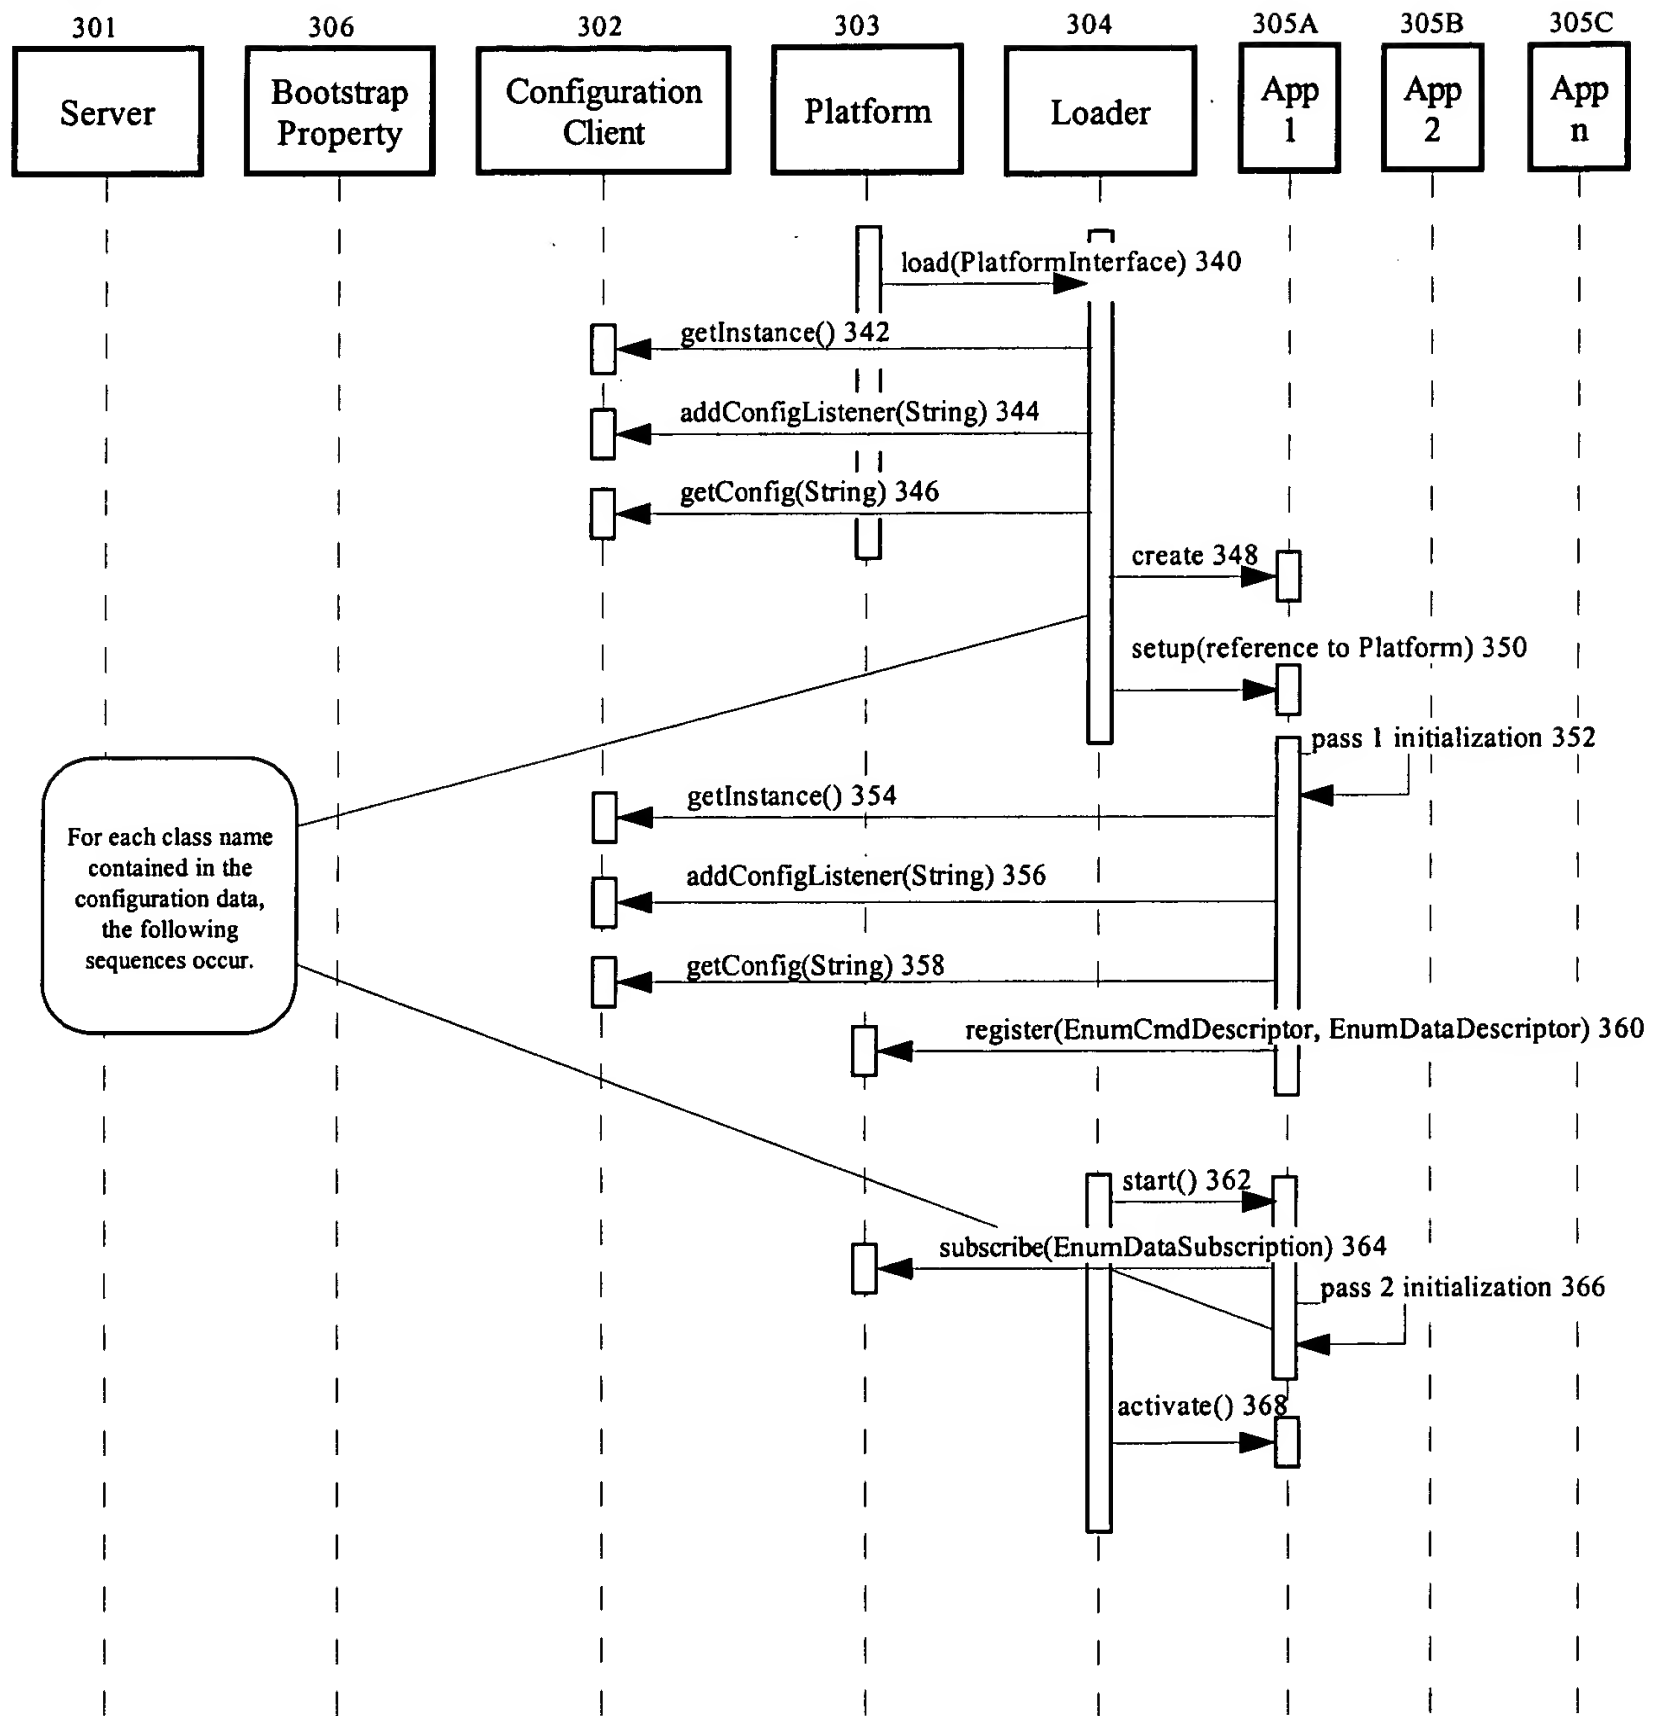 301
306
302
303
304
305A
305B
305C
Server
Bootstrap
Property
Configuration
Client
Platform
Loader
App
1
App
2
App
n
load(PlatformInterface) 340
getInstance() 342
addConfigListener(String) 344
getConfig(String) 346
create 348
setup(reference to Platform) 350
pass 1 initialization 352
getInstance() 354
For each class name
contained in the
configuration data,
the following
sequences occur.
addConfigListener(String) 356
getConfig(String) 358
register(EnumCmdDescriptor, EnumDataDescriptor) 360
start() 362
subscribe(EnumDataSubscription) 364
pass 2 initialization 366
activate() 368